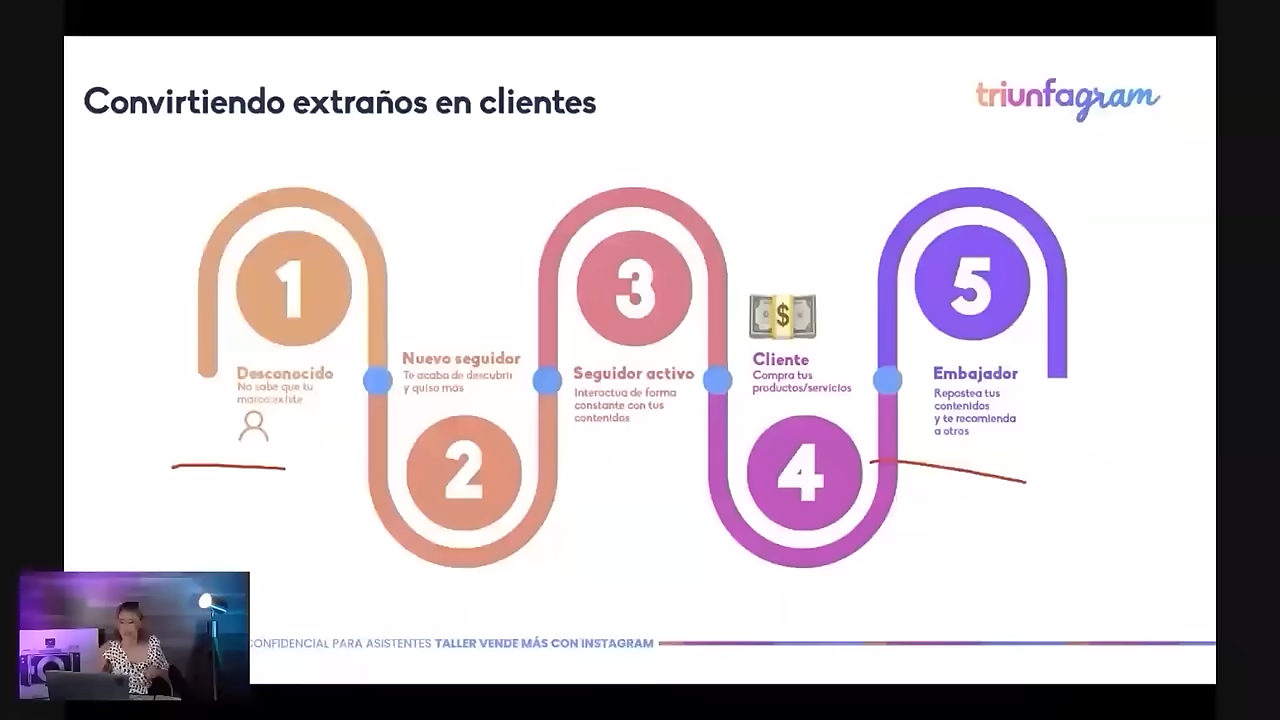 Convirtiendo extraños en clientes
triunfagram
1
Desconocido
No sabe que tu
marca existe
Nuevo seguidor
Te acaba de descubrir
y quiso más
2
3
Seguidor activo
Interactua de forma
constante con tus
contenidos
$
Cliente
Compra tus
productos/servicios
4
5
Embajador
Repostea tus
contenidos
y te recomienda
a otros
CONFIDENCIAL PARA ASISTENTES TALLER VENDE MÁS CON INSTAGRAM